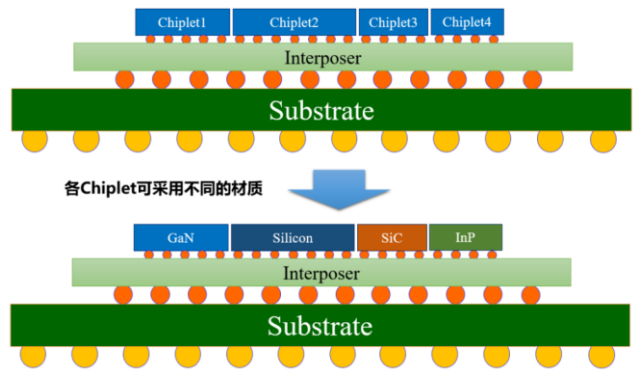 Chiplet1 Chiplet2 Chiplet3 Chiplet4
Interposer
Substrate
各Chiplet可采用不同的材质
GaN Silicon SiC InP
Interposer
Substrate